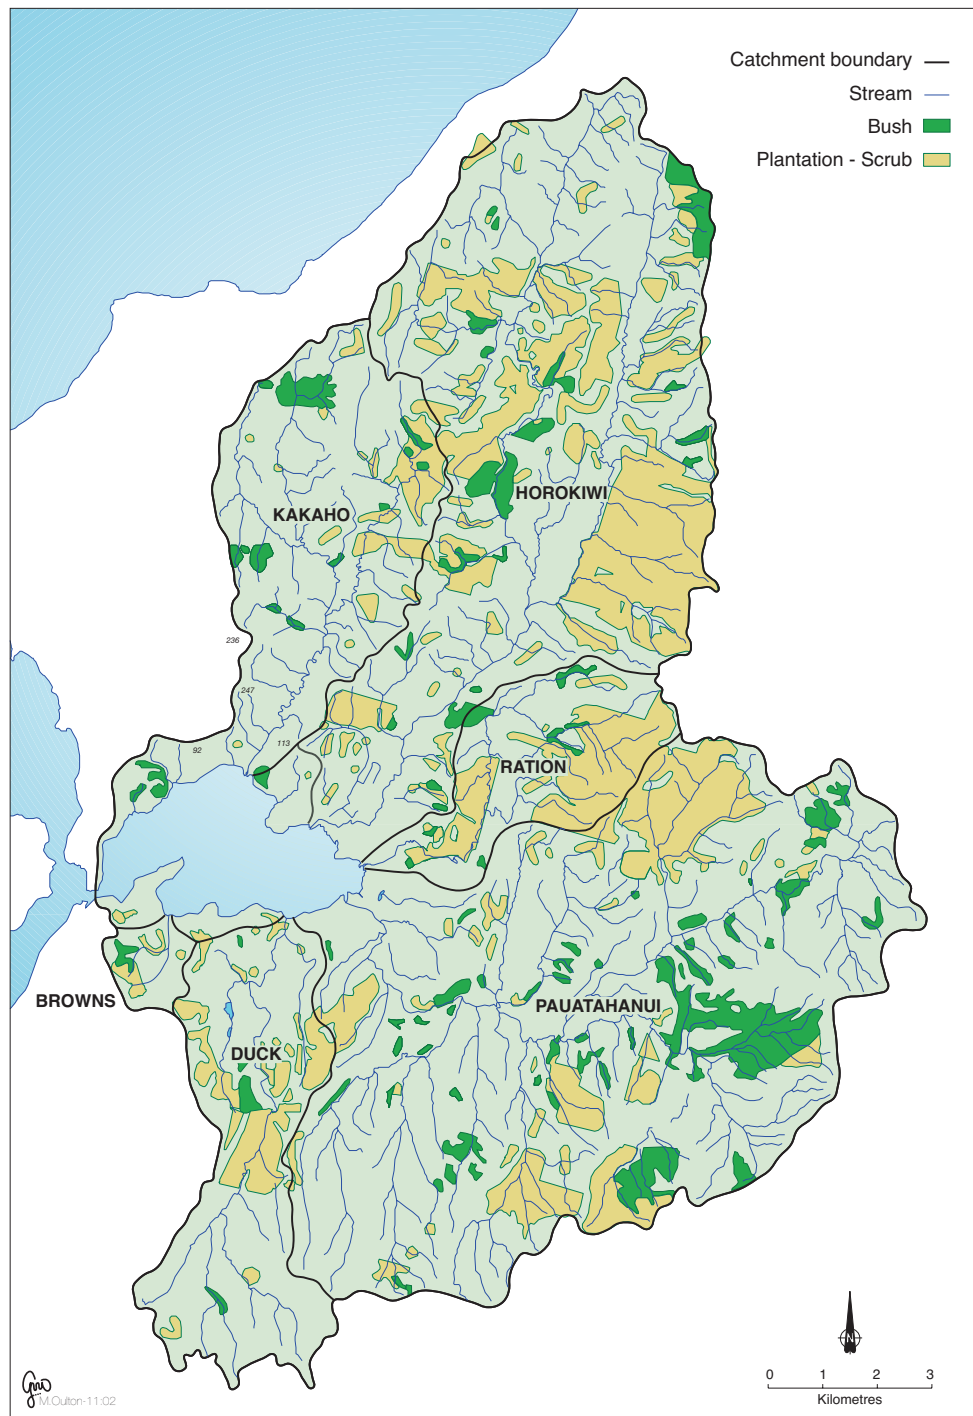 Catchment boundary
Stream
Bush
Plantation - Scrub
KAKAHO
HOROKIWI
236
247
92
113
RATION
BROWNS
PAUATAHANUI
DUCK
N
0 1 2 3
Kilometres
M.Oulton-11:02